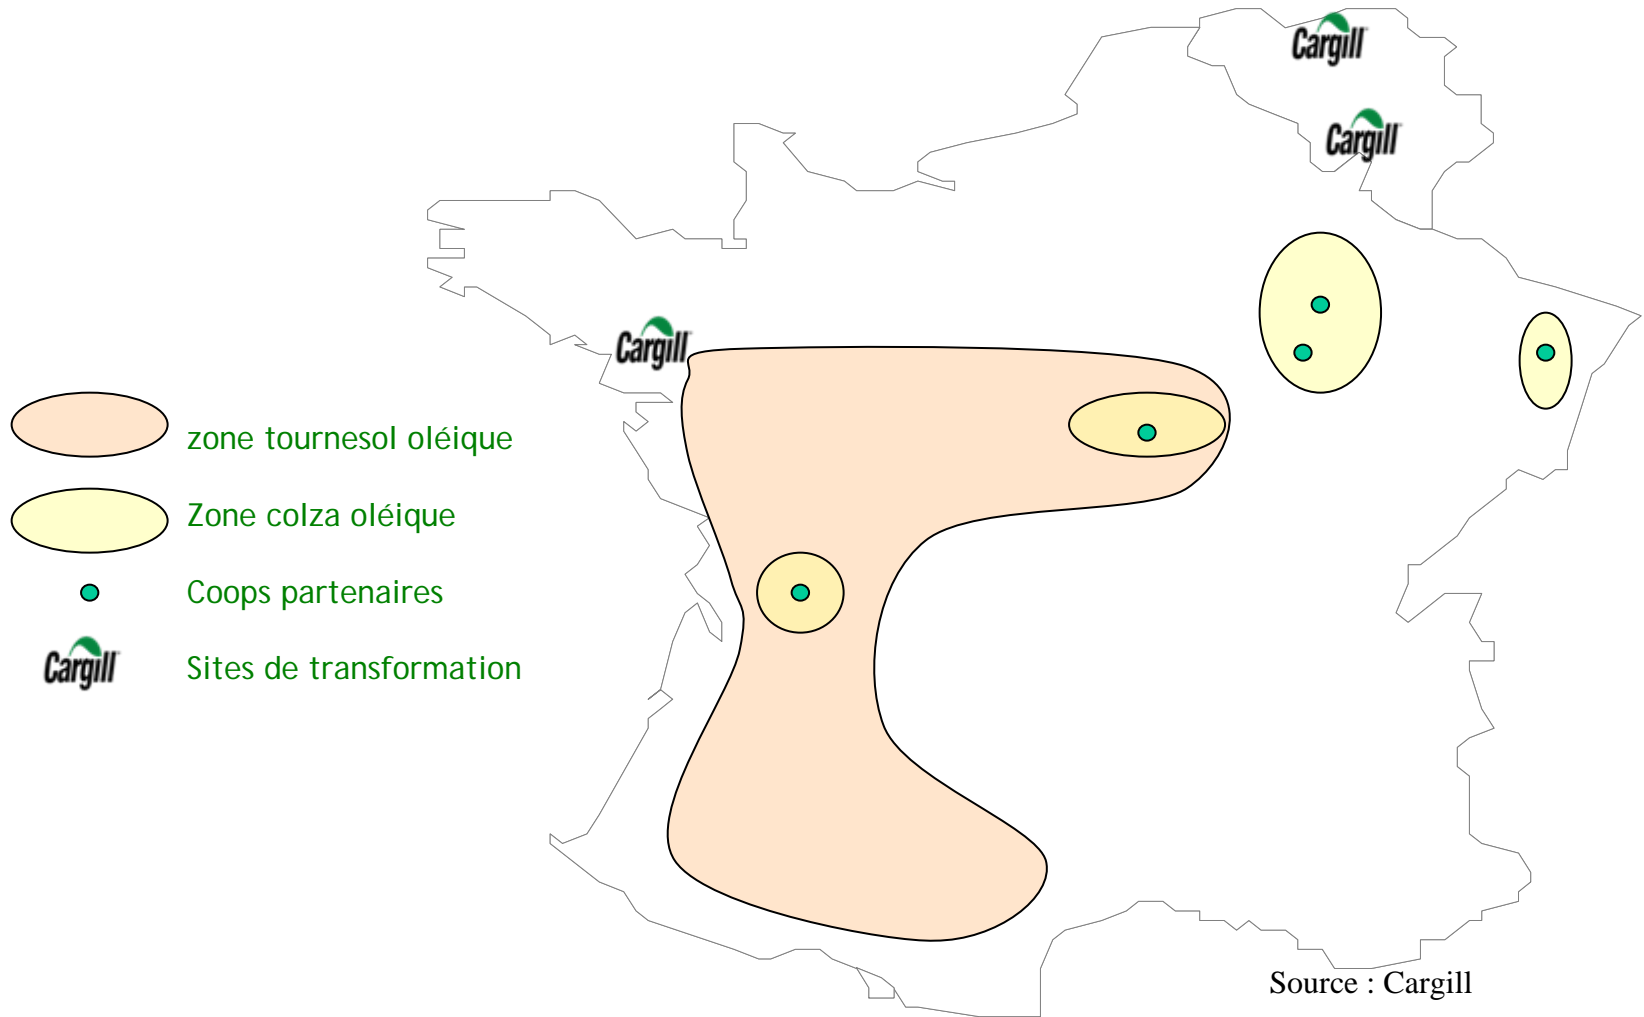 Cargill
Cargill
Cargill
zone tournesol oléique
Zone colza oléique
Coops partenaires
Cargill
Sites de transformation
Source : Cargill